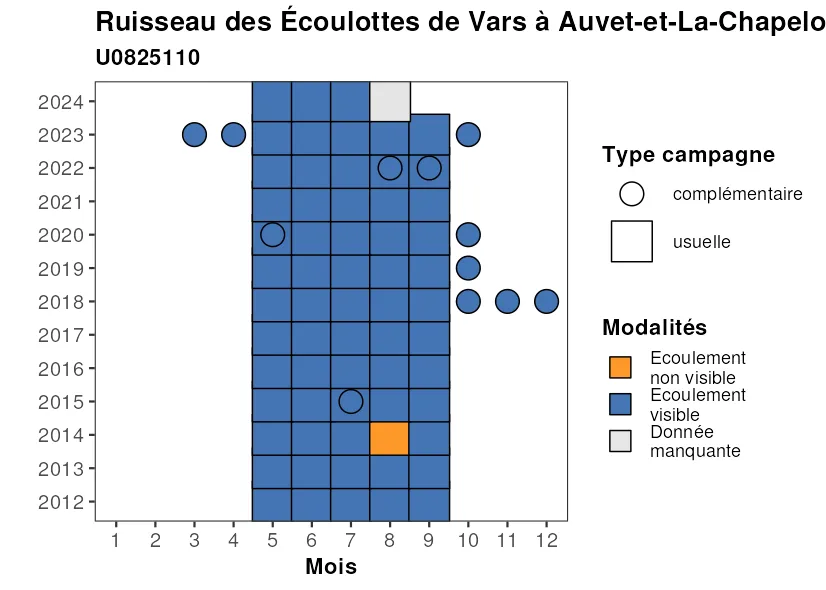 Ruisseau des Écoulottes de Vars à Auvet-et-La-Chapelo
U0825110
2024
2023
2022
2021
2020
2019
2018
2017
2016
2015
2014
2013
2012
1 2 3 4 5 6 7 8 9 10 11 12
Mois
Type campagne
complémentaire
usuelle
Modalités
Ecoulement
non visible
Ecoulement
visible
Donnée
manquante